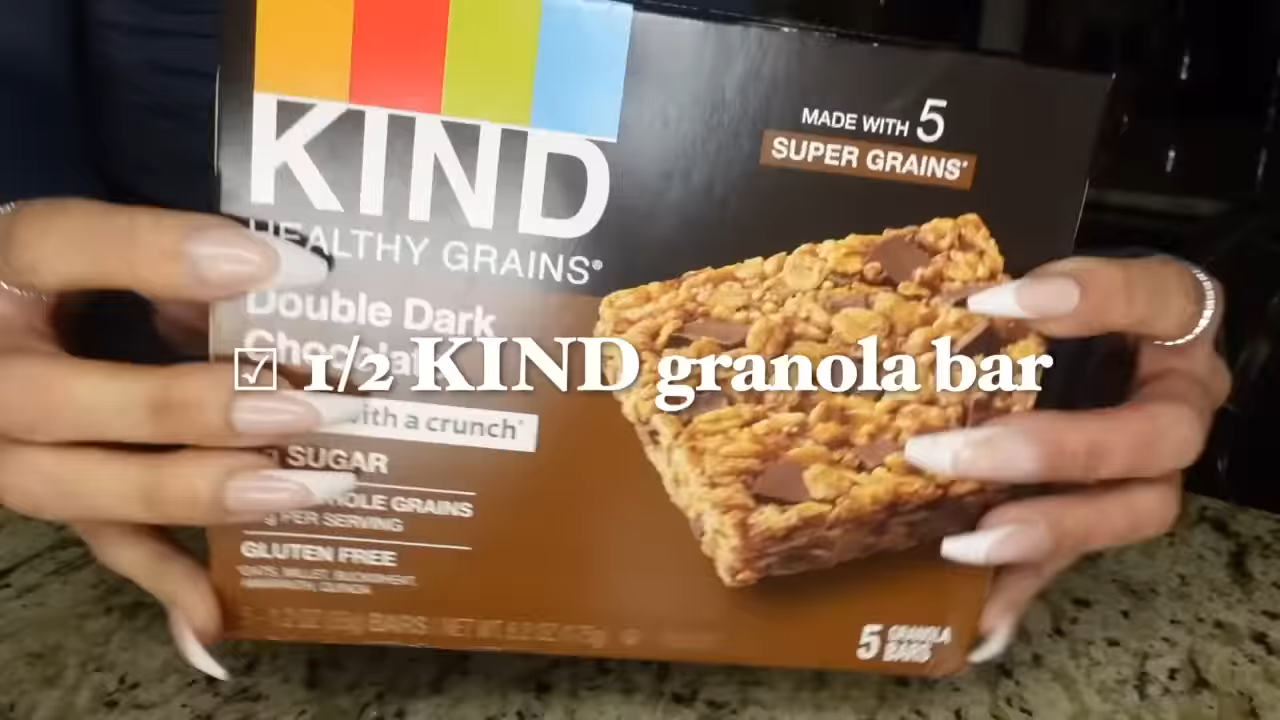 KIND
HEALTHY GRAINS®
MADE WITH 5
SUPER GRAINS*
Double Dark
☑ 1/2 KIND granola bar
with a crunch
SUGAR
WHOLE GRAINS
PER SERVING
GLUTEN FREE
5 GRANOLA
BARS